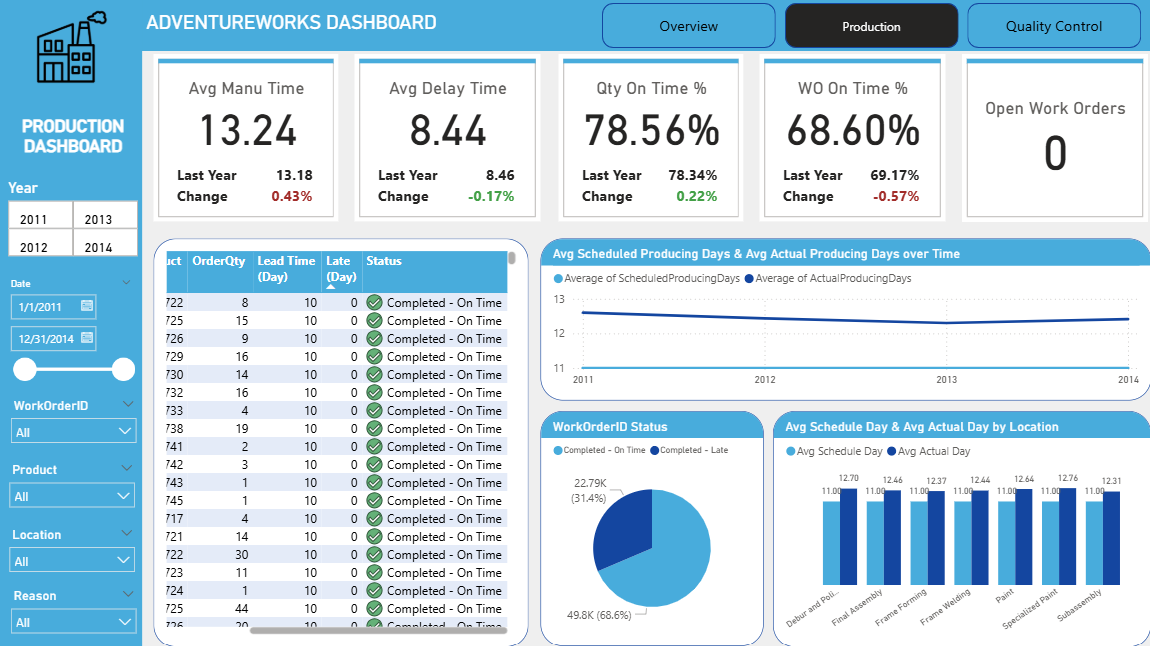 ADVENTUREWORKS DASHBOARD
Overview
Production
Quality Control
PRODUCTION
DASHBOARD
Year
2011 2013
2012 2014
Date
1/1/2011
12/31/2014
WorkOrderID
All
Product
All
Location
All
Reason
All
Avg Manu Time
13.24
Last Year 13.18
Change 0.43%
Avg Delay Time
8.44
Last Year 8.46
Change -0.17%
Qty On Time %
78.56%
Last Year 78.34%
Change 0.22%
WO On Time %
68.60%
Last Year 69.17%
Change -0.57%
Open Work Orders
0
uct OrderQty Lead Time Late Status
(Day) (Day)
722 8 10 0 Completed - On Time
725 15 10 0 Completed - On Time
726 9 10 0 Completed - On Time
729 16 10 0 Completed - On Time
730 14 10 0 Completed - On Time
732 16 10 0 Completed - On Time
733 4 10 0 Completed - On Time
738 19 10 0 Completed - On Time
741 2 10 0 Completed - On Time
742 3 10 0 Completed - On Time
743 1 10 0 Completed - On Time
745 1 10 0 Completed - On Time
717 4 10 0 Completed - On Time
721 14 10 0 Completed - On Time
722 30 10 0 Completed - On Time
723 11 10 0 Completed - On Time
724 1 10 0 Completed - On Time
725 44 10 0 Completed - On Time
726 20 10 0 Completed - On Time
Avg Scheduled Producing Days & Avg Actual Producing Days over Time
Average of ScheduledProducingDays Average of ActualProducingDays
13
12
11
2011 2012 2013 2014
WorkOrderID Status
Completed - On Time Completed - Late
22.79K
(31.4%)
49.8K (68.6%)
Avg Schedule Day & Avg Actual Day by Location
Avg Schedule Day Avg Actual Day
11.00 12.70 11.00 12.46 11.00 12.37 11.00 12.44 11.00 12.64 11.00 12.76 11.00 12.31
Debur and Poli... Final Assembly Frame Forming Frame Welding Paint Specialized Paint Subassembly